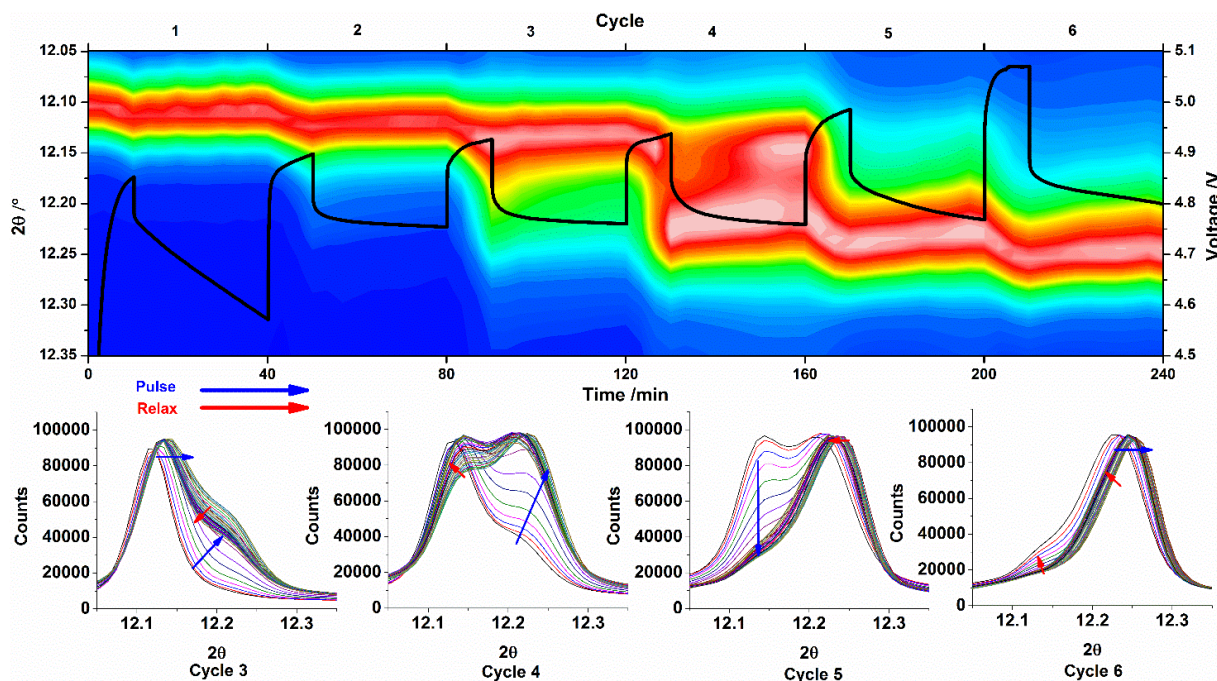 Cycle
1 2 3 4 5 6
12.05 5.1
12.10 5.0
12.15 4.9
12.20 4.8
12.25 4.7
12.30 4.6
12.35 4.5
2θ /°
Voltage /V
0 40 80 120 160 200 240
Time /min
Pulse
Relax
100000
80000
60000
40000
20000
0
Counts
12.1 12.2 12.3
2θ
Cycle 3
100000
80000
60000
40000
20000
0
Counts
12.1 12.2 12.3
2θ
Cycle 4
100000
80000
60000
40000
20000
0
Counts
12.1 12.2 12.3
2θ
Cycle 5
100000
80000
60000
40000
20000
0
Counts
12.1 12.2 12.3
2θ
Cycle 6